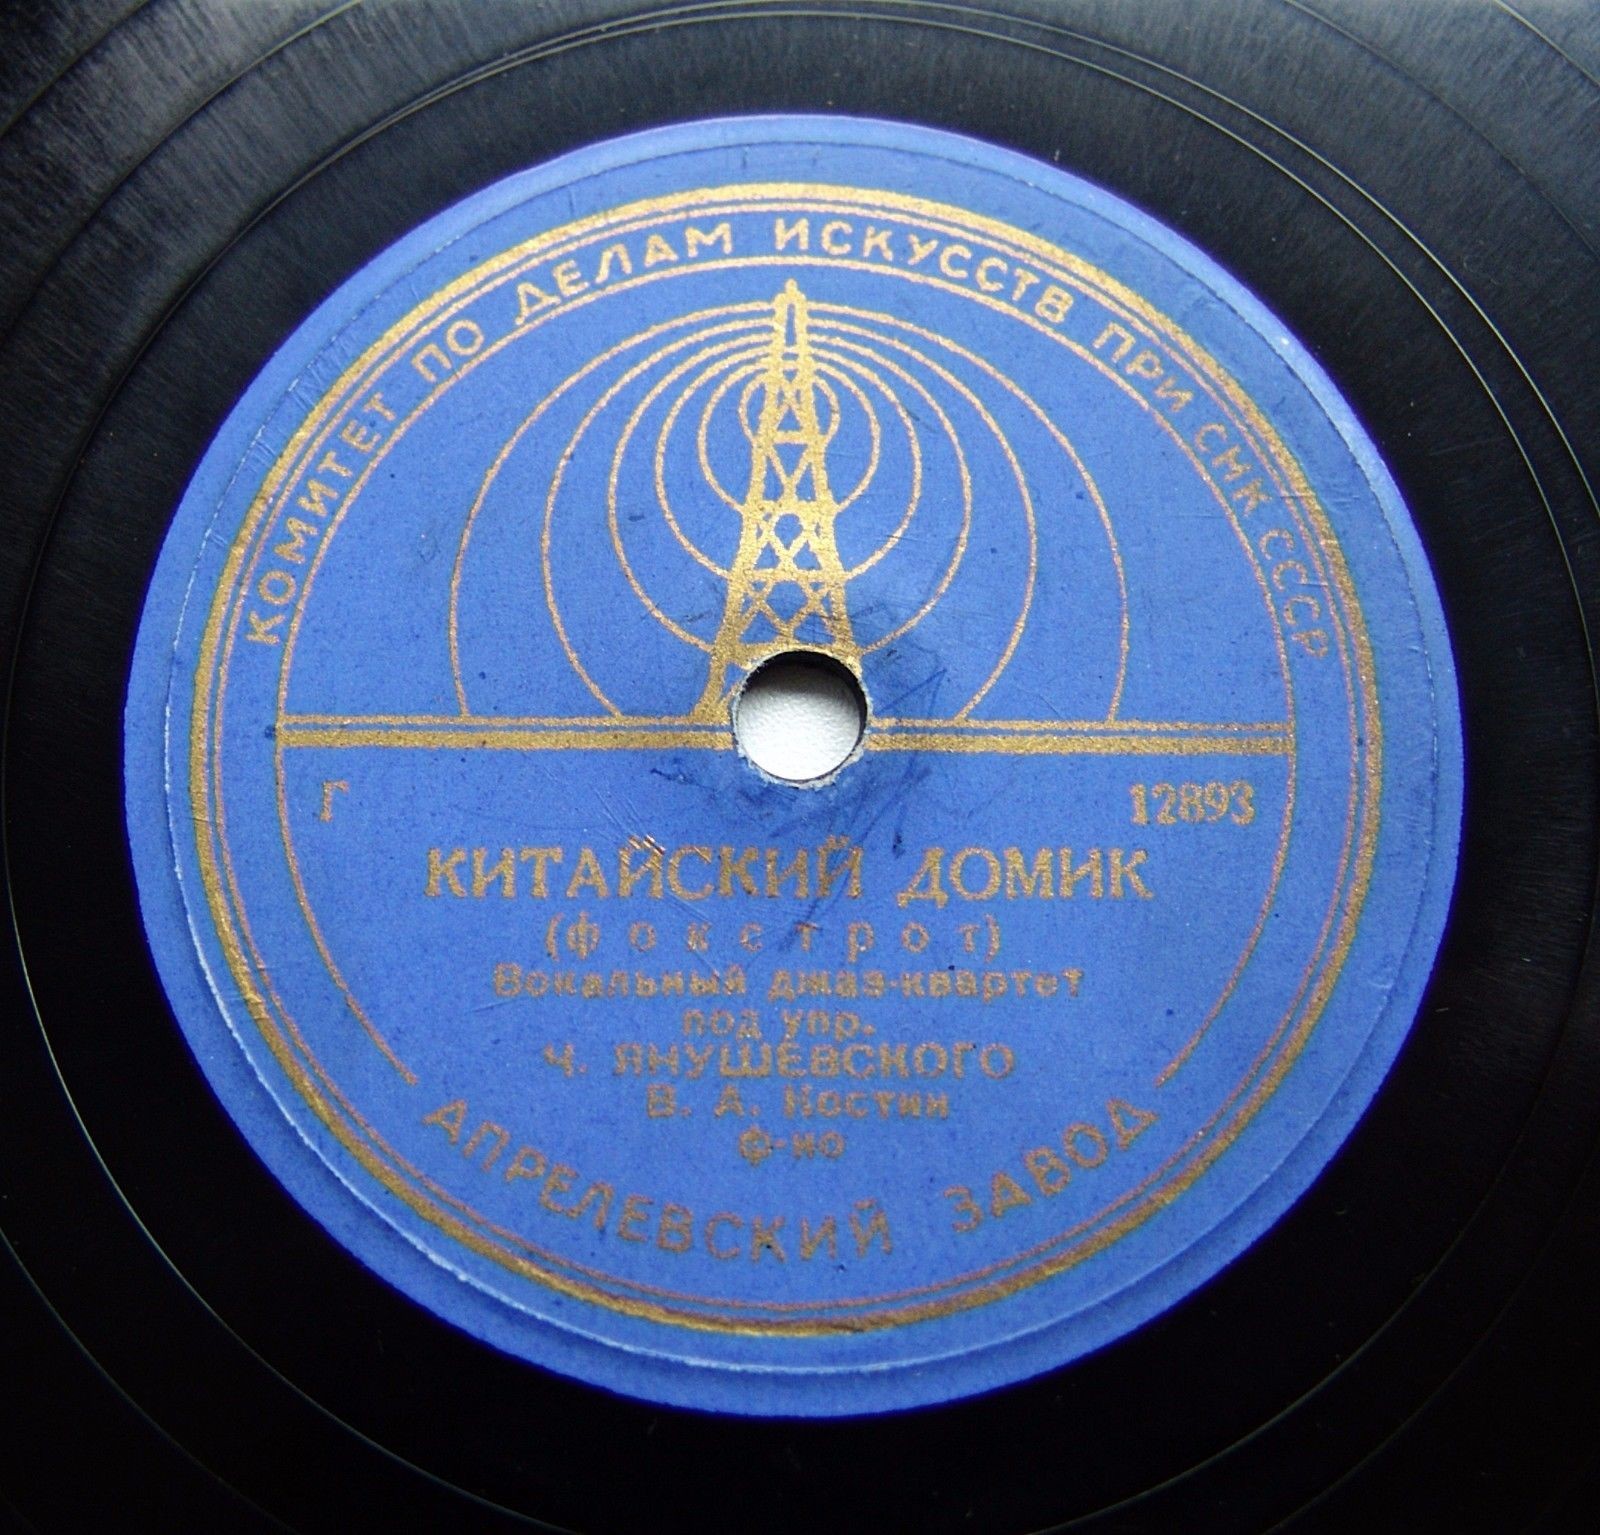 КОМИТЕТ ПО ДЕЛАМ ИСКУССТВ ПРИ СНК СССР
Г 12893
КИТАЙСКИЙ ДОМИК
(фокстрот)
Вокальный джаз-квартет
под упр.
Ч. ЯНУШЕВСКОГО
В. А. Костин
ф-но
АПРЕЛЕВСКИЙ ЗАВОД